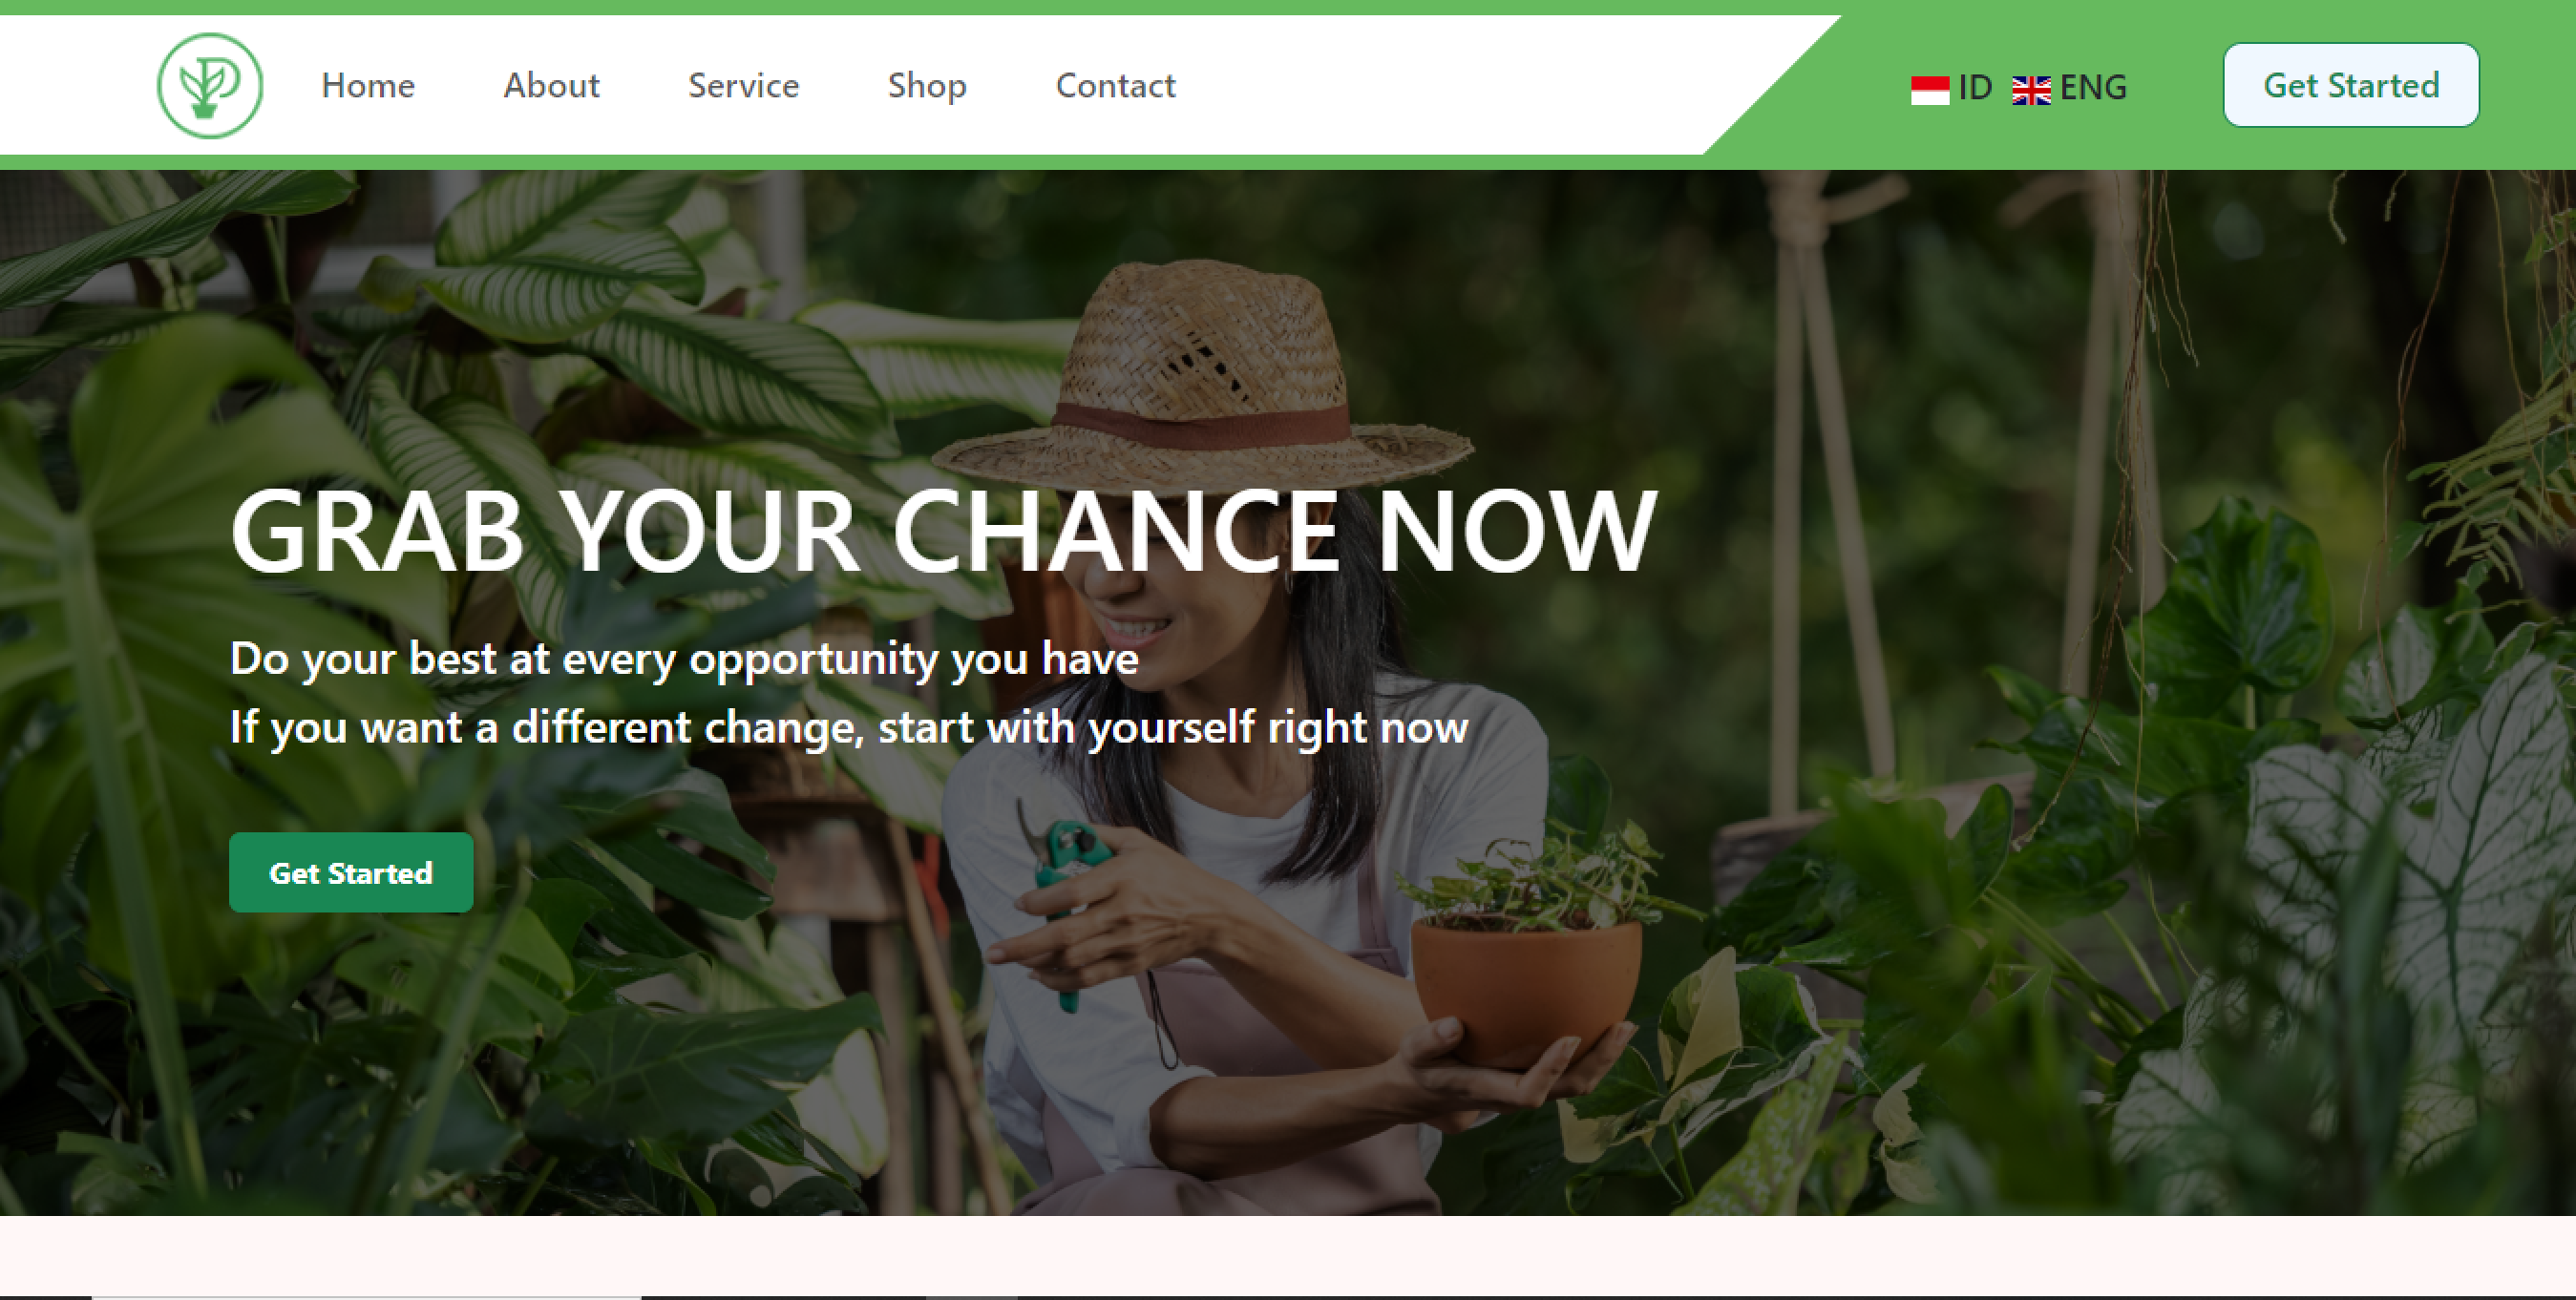 Home About Service Shop Contact ID ENG Get Started
GRAB YOUR CHANCE NOW
Do your best at every opportunity you have
If you want a different change, start with yourself right now
Get Started